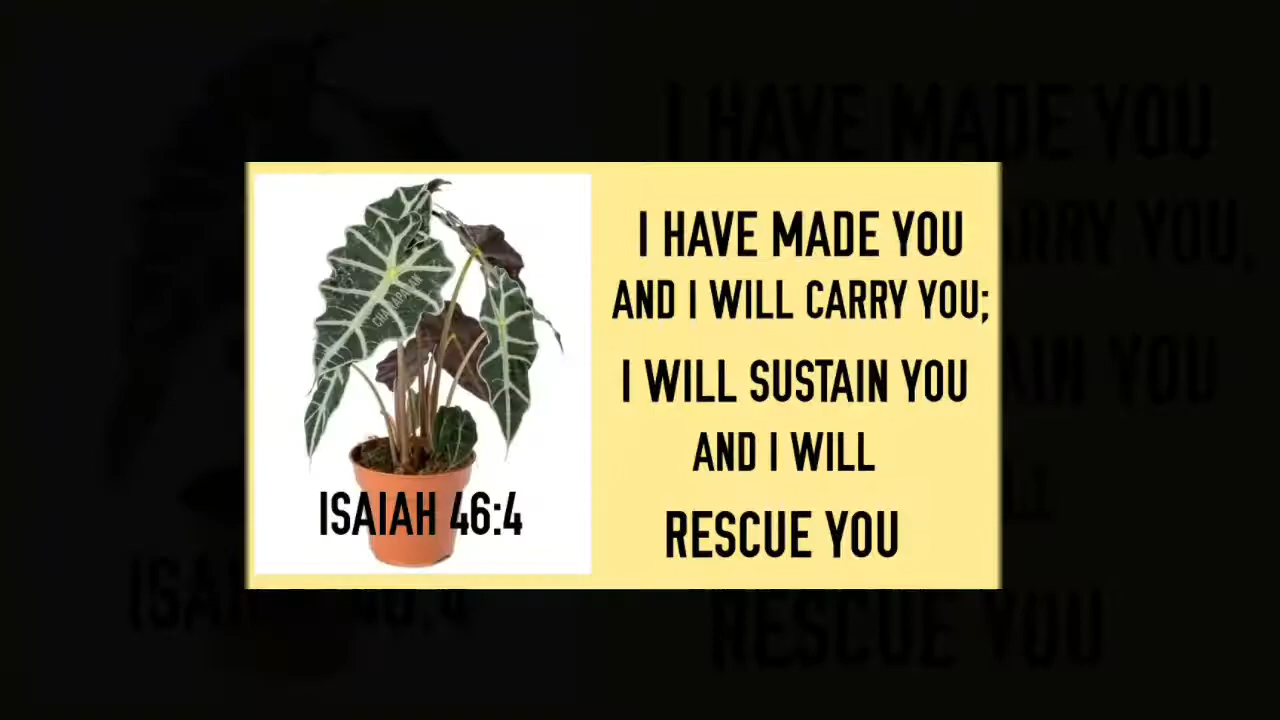 I HAVE MADE YOU
AND I WILL CARRY YOU;
I WILL SUSTAIN YOU
AND I WILL
RESCUE YOU
ISAIAH 46:4